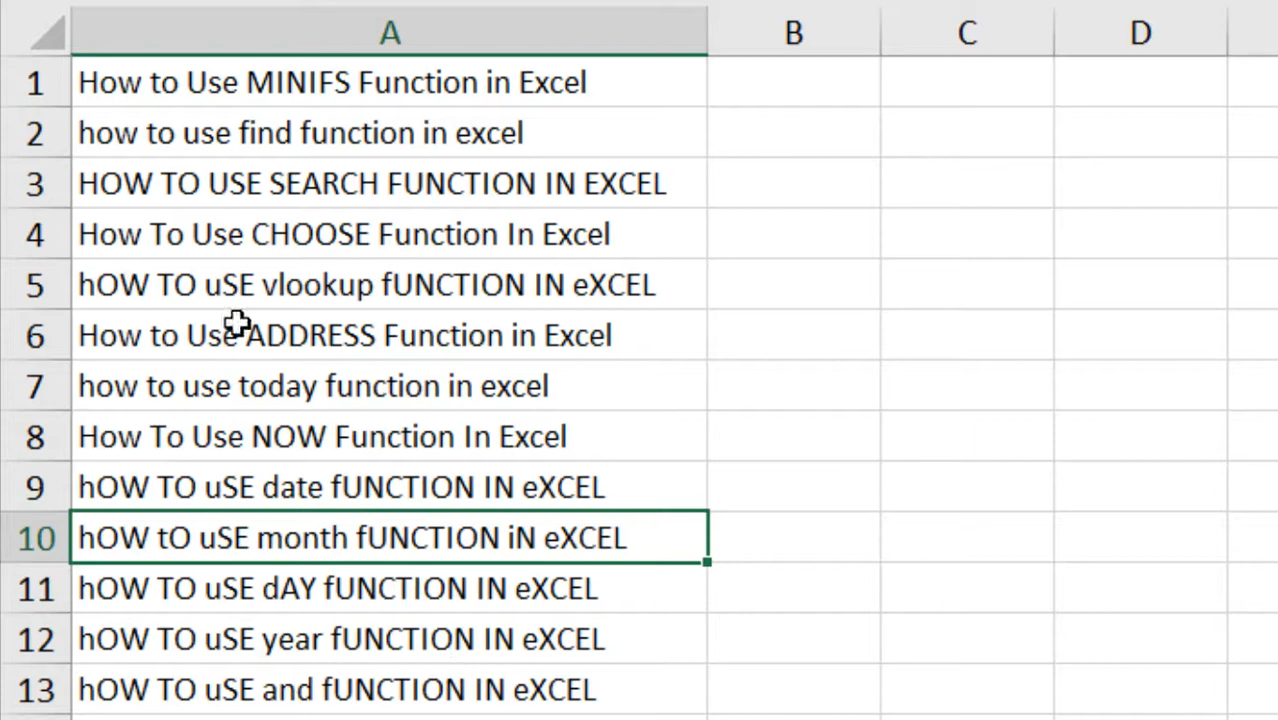 A B C D
1 How to Use MINIFS Function in Excel
2 how to use find function in excel
3 HOW TO USE SEARCH FUNCTION IN EXCEL
4 How To Use CHOOSE Function In Excel
5 hOW TO uSE vlookup fUNCTION IN eXCEL
6 How to Use ADDRESS Function in Excel
7 how to use today function in excel
8 How To Use NOW Function In Excel
9 hOW TO uSE date fUNCTION IN eXCEL
10 hOW tO uSE month fUNCTION iN eXCEL
11 hOW TO uSE dAY fUNCTION IN eXCEL
12 hOW TO uSE year fUNCTION IN eXCEL
13 hOW TO uSE and fUNCTION IN eXCEL